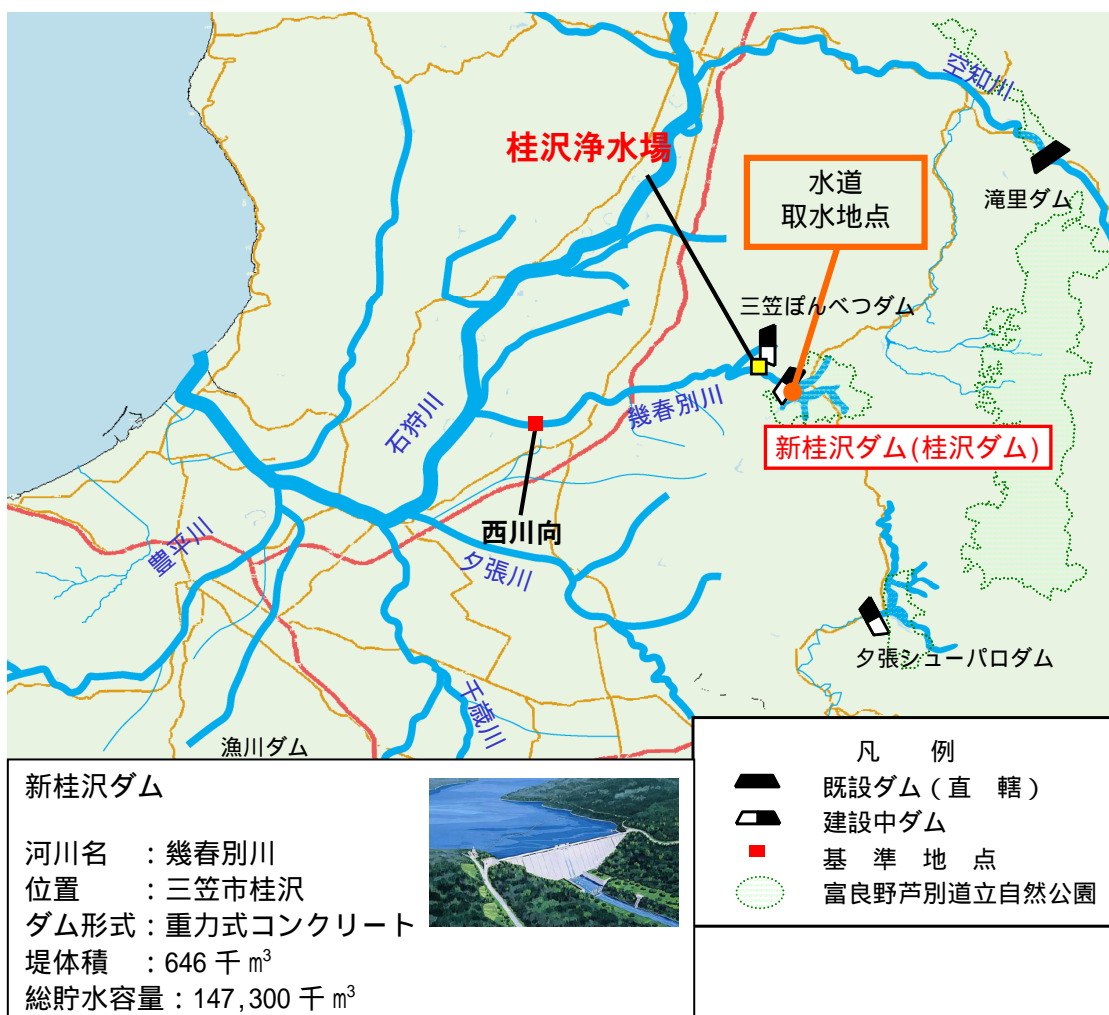 空知川
桂沢浄水場
水道
取水地点
滝里ダム
三笠ぽんべつダム
幾春別川
石狩川
新桂沢ダム(桂沢ダム)
西川向
豊平川
夕張川
夕張シューパロダム
千歳川
漁川ダム
新桂沢ダム
河川名 :幾春別川
位置 :三笠市桂沢
ダム形式:重力式コンクリート
堤体積 :646 千㎥
総貯水容量:147,300 千㎥
凡 例
既設ダム(直 轄)
建設中ダム
基 準 地 点
富良野芦別道立自然公園